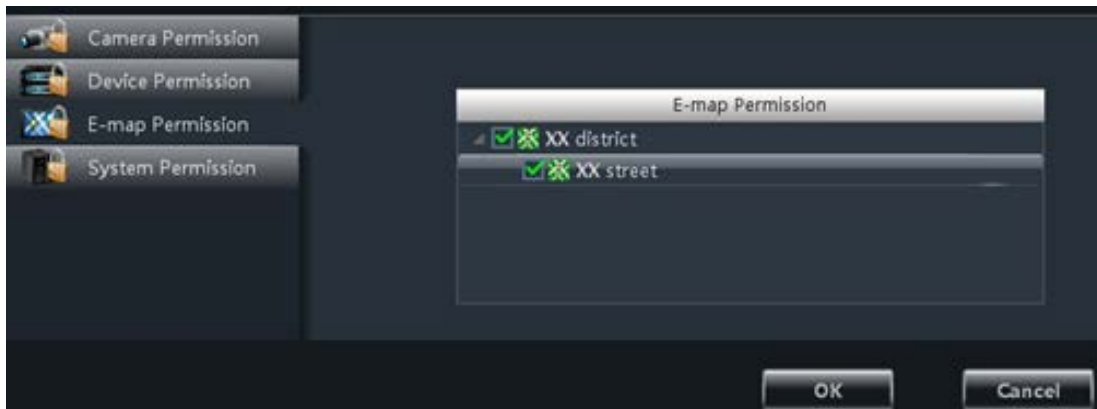 Camera Permission
Device Permission
E-map Permission
System Permission
E-map Permission
XX district
XX street
OK
Cancel